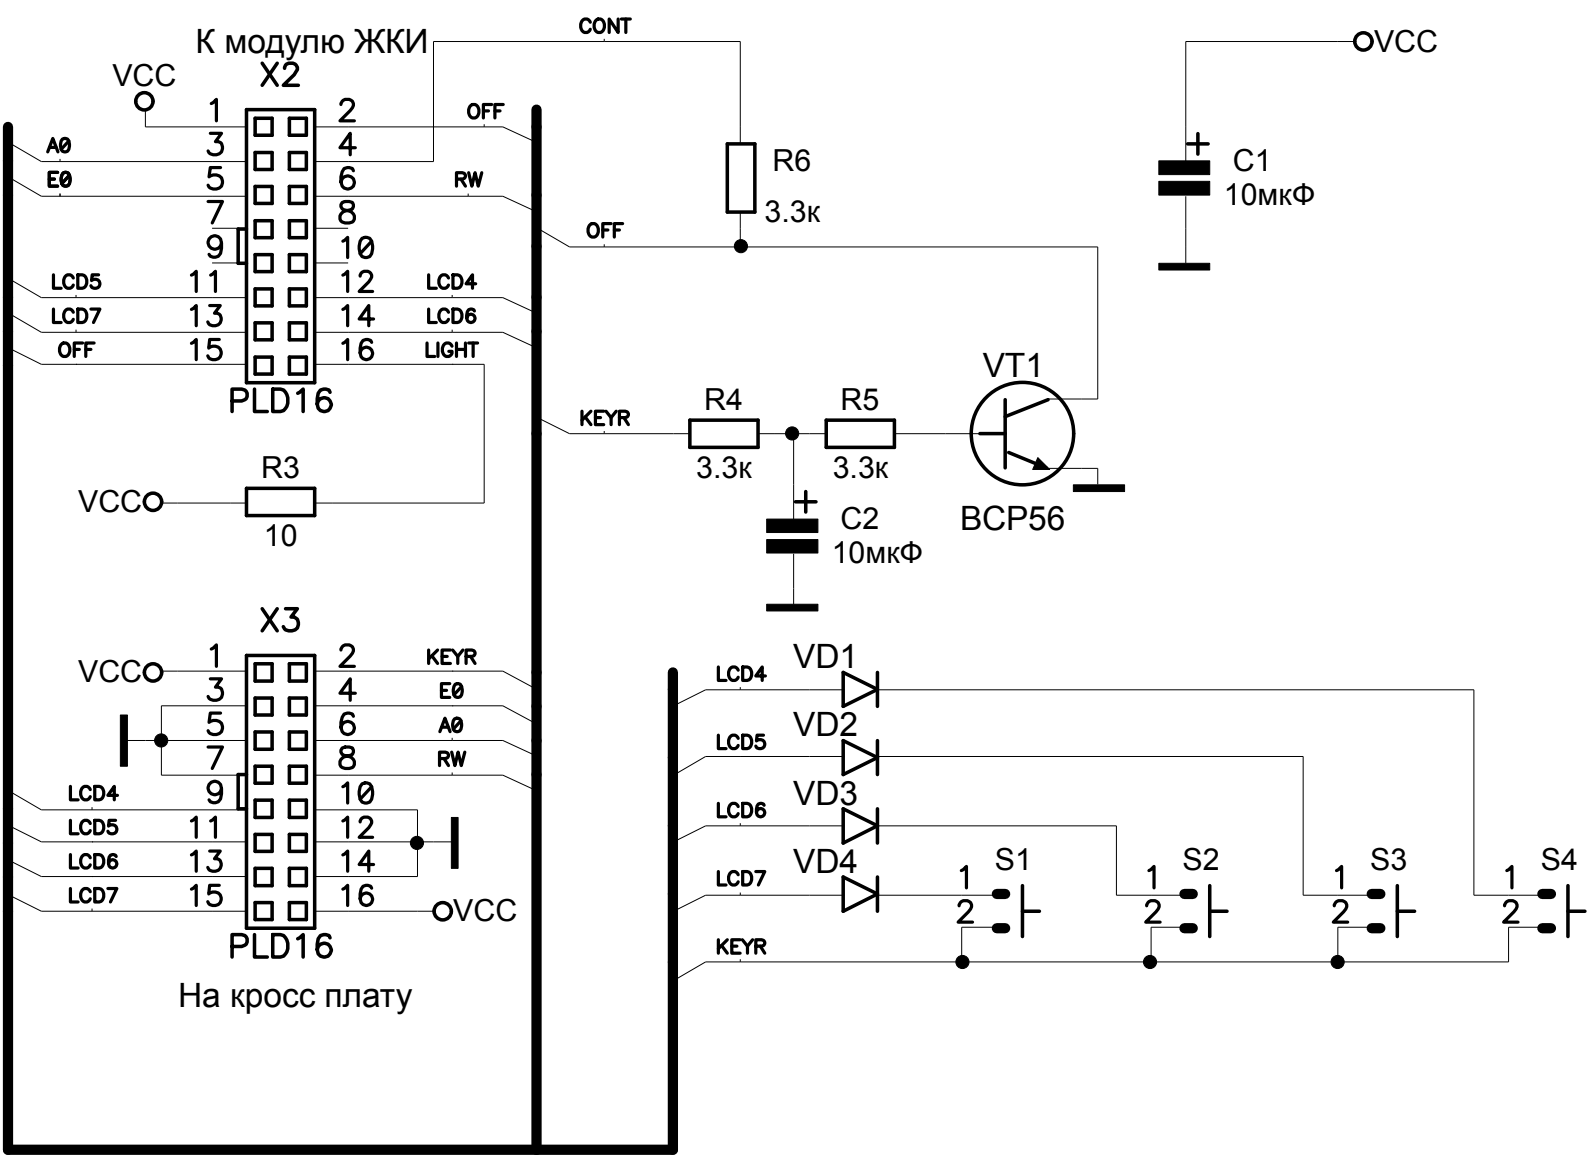 К модулю ЖКИ
X2
VCC
1 2 OFF
A0 3 4
E0 5 6 RW
7 8
9 10
LCD5 11 12 LCD4
LCD7 13 14 LCD6
OFF 15 16 LIGHT
PLD16
R3
VCC
10
X3
VCC 1 2 KEYR
3 4 E0
5 6 A0
7 8 RW
LCD4 9 10
LCD5 11 12
LCD6 13 14
LCD7 15 16 VCC
PLD16
На кросс плату
CONT
R6
3.3к
OFF
VCC
+
C1
10мкФ
VT1
BCP56
KEYR
R4
3.3к
R5
3.3к
+
C2
10мкФ
LCD4 VD1
LCD5 VD2
LCD6 VD3
LCD7 VD4
KEYR
S1
1
2
S2
1
2
S3
1
2
S4
1
2